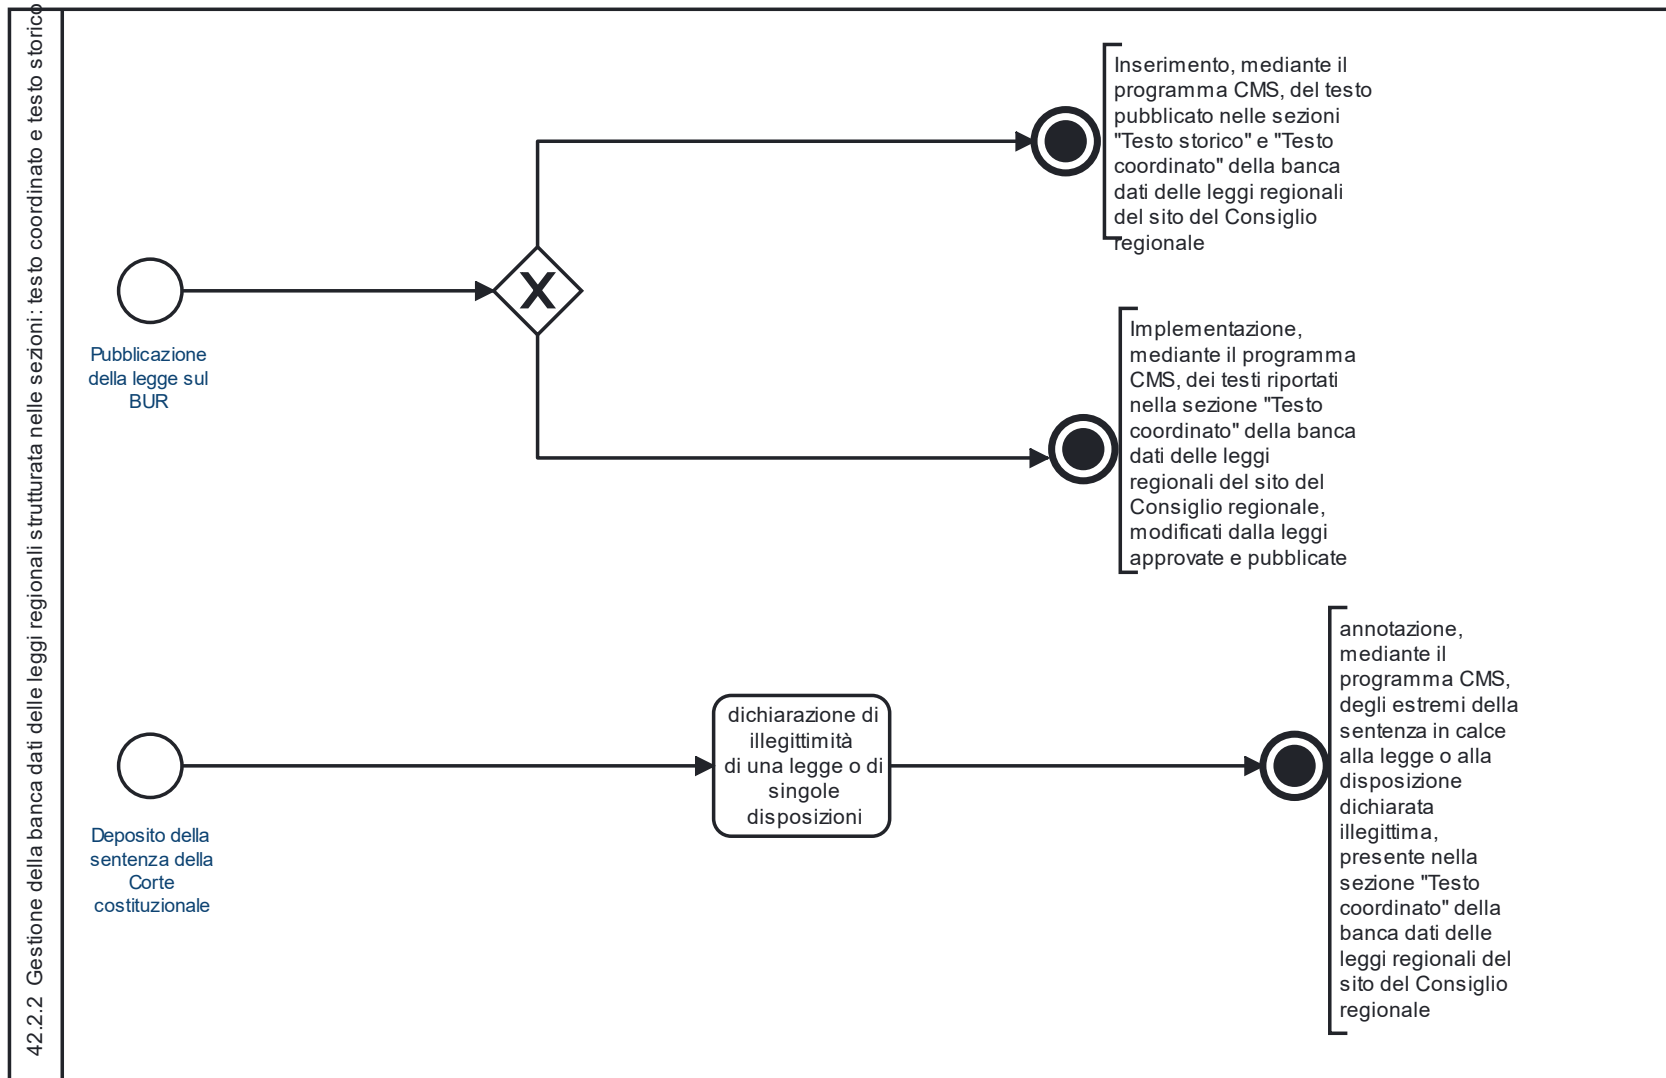 42.2.2 Gestione della banca dati delle leggi regionali strutturata nelle sezioni: testo coordinato e testo storico
Pubblicazione
della legge sul
BUR
X
Inserimento, mediante il
programma CMS, del testo
pubblicato nelle sezioni
"Testo storico" e "Testo
coordinato" della banca
dati delle leggi regionali
del sito del Consiglio
regionale
Implementazione,
mediante il programma
CMS, dei testi riportati
nella sezione "Testo
coordinato" della banca
dati delle leggi
regionali del sito del
Consiglio regionale,
modificati dalla leggi
approvate e pubblicate
Deposito della
sentenza della
Corte
costituzionale
dichiarazione di
illegittimità
di una legge o di
singole
disposizioni
annotazione,
mediante il
programma CMS,
degli estremi della
sentenza in calce
alla legge o alla
disposizione
dichiarata
illegittima,
presente nella
sezione "Testo
coordinato" della
banca dati delle
leggi regionali del
sito del Consiglio
regionale